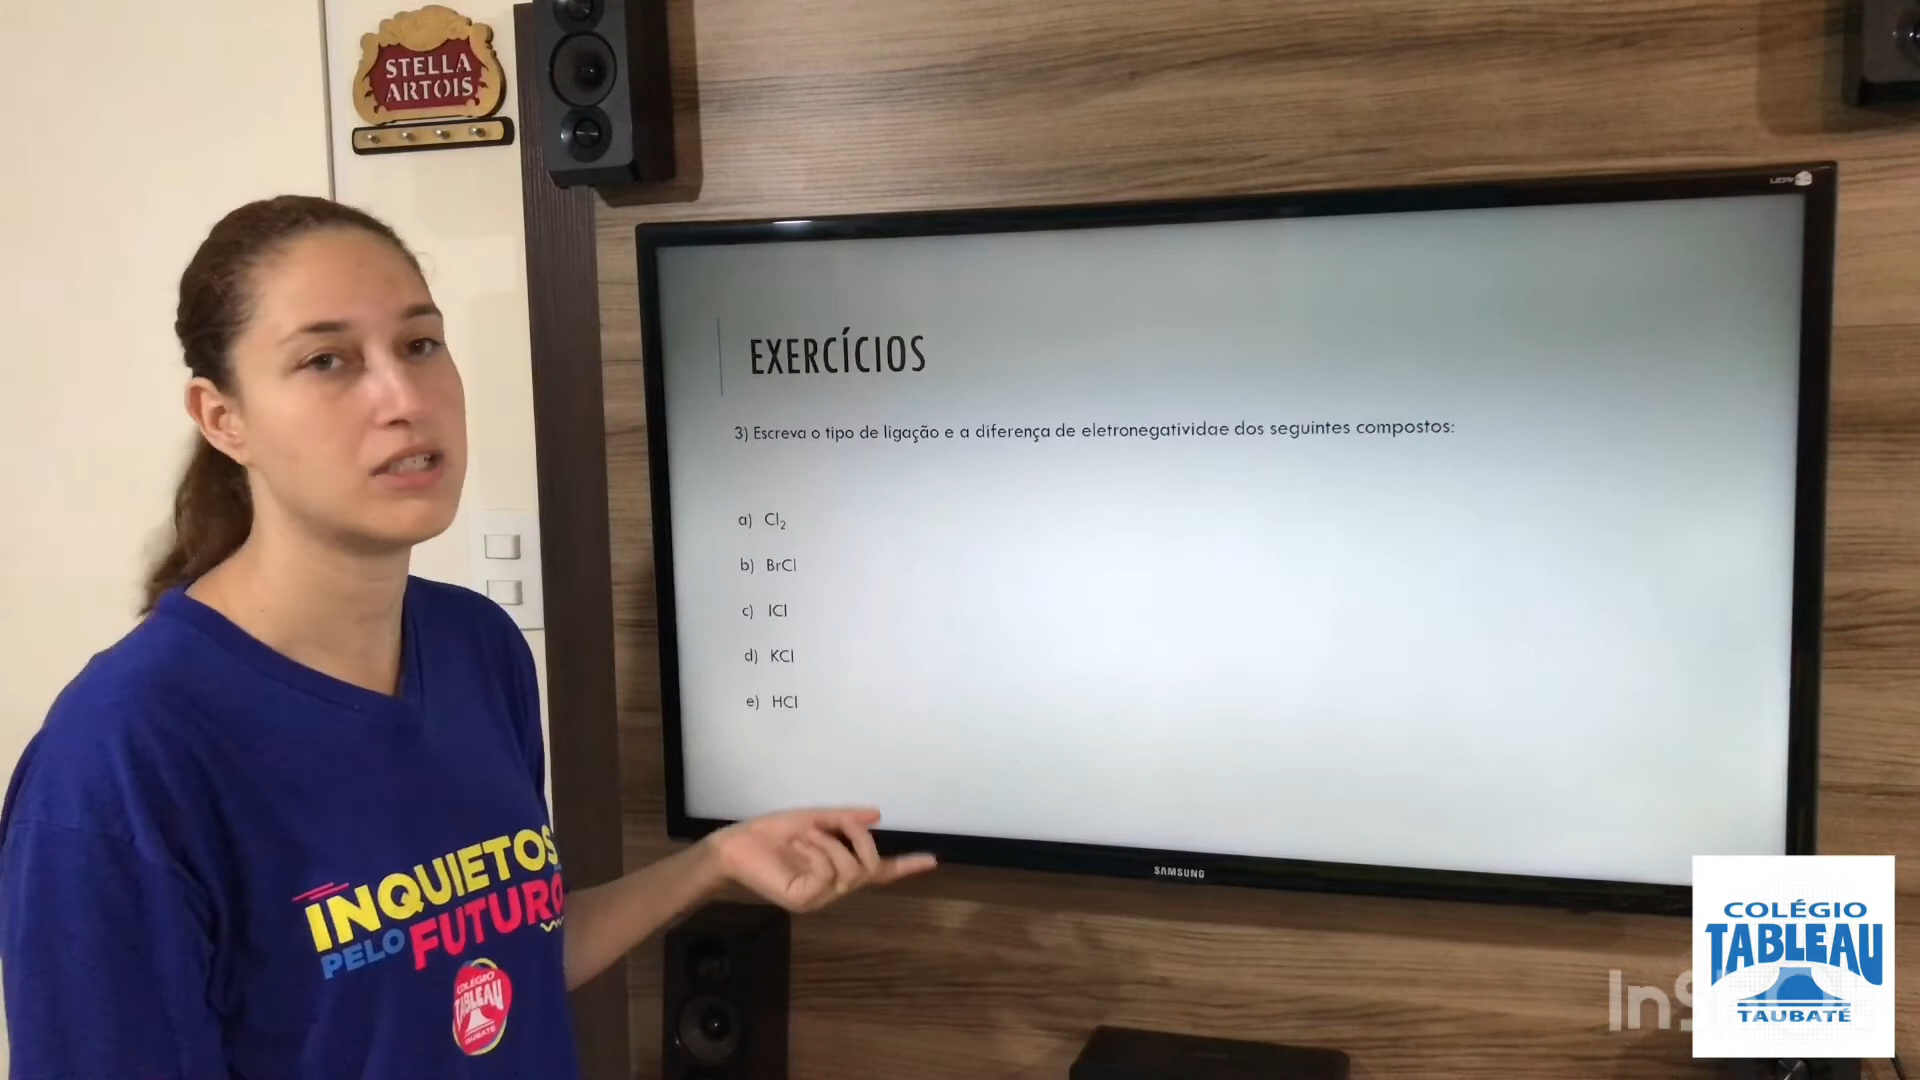 STELLA
ARTOIS
EXERCÍCIOS
3) Escreva o tipo de ligação e a diferença de eletronegatividae dos seguintes compostos:
a) Cl₂
b) BrCl
c) ICl
d) KCl
e) HCl
SAMSUNG
INQUIETOS
PELO FUTURO
COLÉGIO
TABLEAU
TAUBATÉ
COLÉGIO
TABLEAU
TAUBATÉ